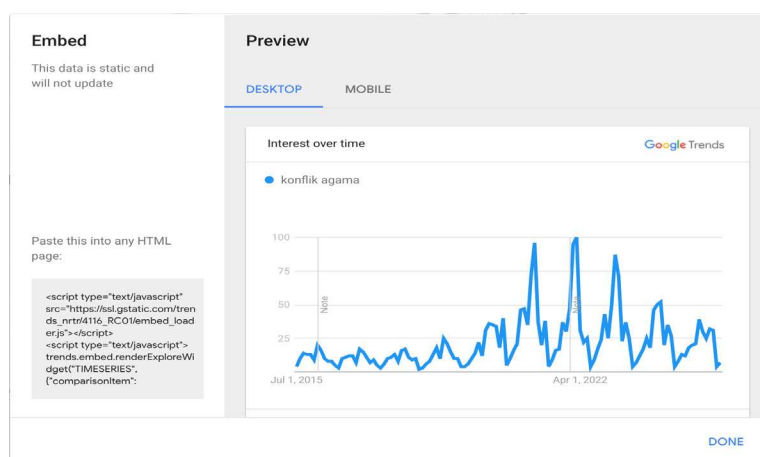 Embed
This data is static and
will not update
Paste this into any HTML
page:
<script type="text/javascript"
src="https://ssl.gstatic.com/tren
ds_nrtr/4116_RC01/embed_load
er.js"></script>
<script type="text/javascript">
trends.embed.renderExploreWi
dget("TIMESERIES",
{"comparisonItem":
Preview
DESKTOP MOBILE
Interest over time
Google Trends
konflik agama
100
75
50
25
Note
Note
Jul 1, 2015
Apr 1, 2022
DONE